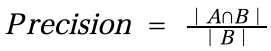 Precision = | A∩B | / | B |